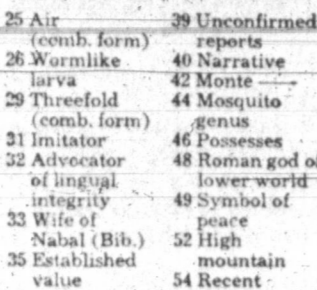 25 Air
(comb. form)
26 Wormlike
larva
29 Threefold
(comb. form)
31 Imitator
32 Advocator
of lingual
integrity
33 Wife of
Nabal (Bib.)
35 Established
value
39 Unconfirmed
reports
40 Narrative
42 Monte —
44 Mosquito
genus
46 Possesses
48 Roman god of
lower world
49 Symbol of
peace
52 High
mountain
54 Recent